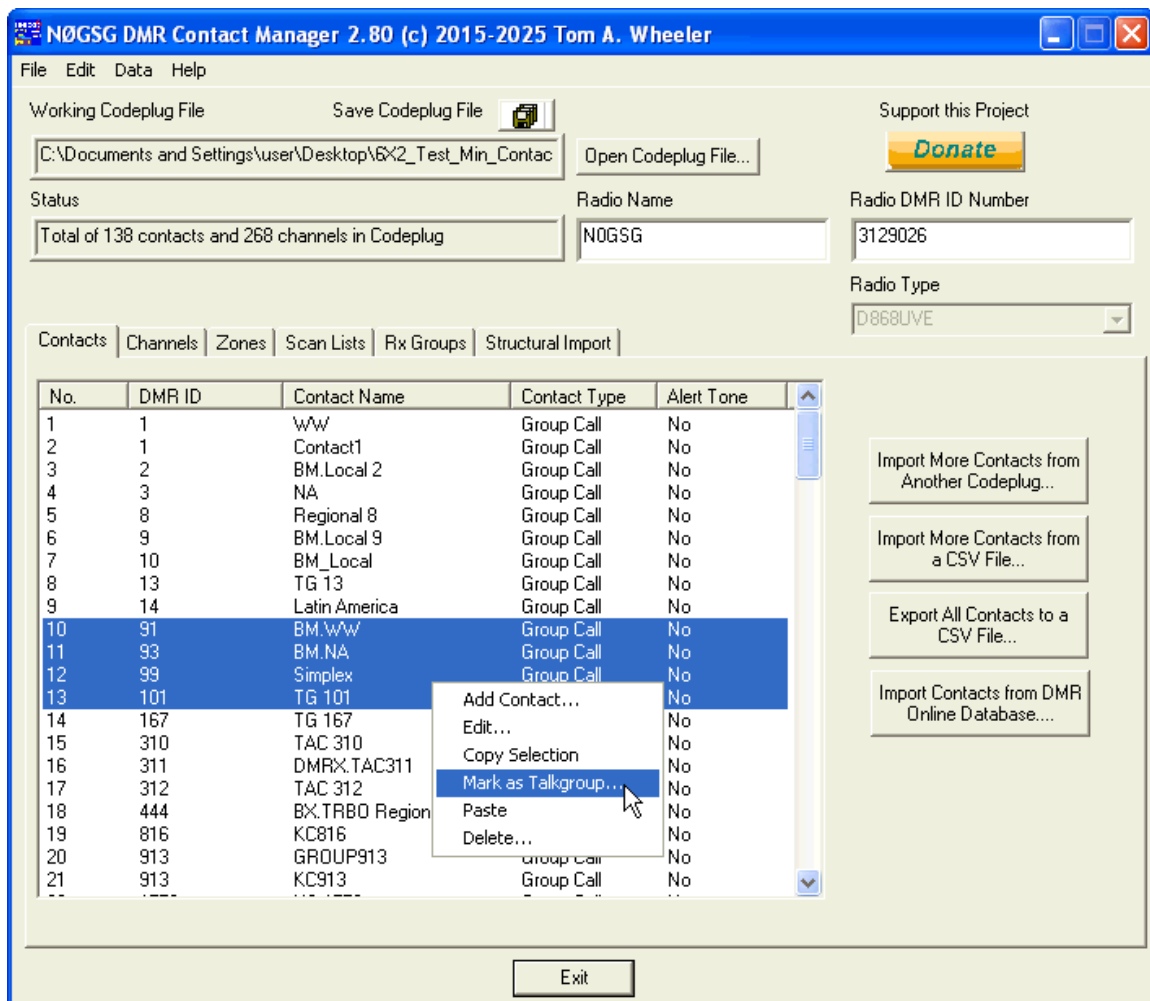 NØGSG DMR Contact Manager 2.80 (c) 2015-2025 Tom A. Wheeler
File Edit Data Help
Working Codeplug File Save Codeplug File Support this Project
C:\Documents and Settings\user\Desktop\6X2_Test_Min_Contac Open Codeplug File... Donate
Status Radio Name Radio DMR ID Number
Total of 138 contacts and 268 channels in Codeplug N0GSG 3129026
Radio Type
D868UVE
Contacts Channels Zones Scan Lists Rx Groups Structural Import
No. DMR ID Contact Name Contact Type Alert Tone
1 1 WW Group Call No
2 1 Contact1 Group Call No
3 2 BM.Local 2 Group Call No
4 3 NA Group Call No
5 8 Regional 8 Group Call No
6 9 BM.Local 9 Group Call No
7 10 BM_Local Group Call No
8 13 TG 13 Group Call No
9 14 Latin America Group Call No
10 91 BM.WW Group Call No
11 93 BM.NA Group Call No
12 99 Simplex Group Call No
13 101 TG 101 No
14 167 TG 167 No
15 310 TAC 310 No
16 311 DMRX.TAC311 No
17 312 TAC 312 No
18 444 BX.TRBO Region No
19 816 KC816 No
20 913 GROUP913 Group Call No
21 913 KC913 Group Call No
Add Contact...
Edit...
Copy Selection
Mark as Talkgroup...
Paste
Delete...
Import More Contacts from
Another Codeplug...
Import More Contacts from
a CSV File...
Export All Contacts to a
CSV File...
Import Contacts from DMR
Online Database....
Exit